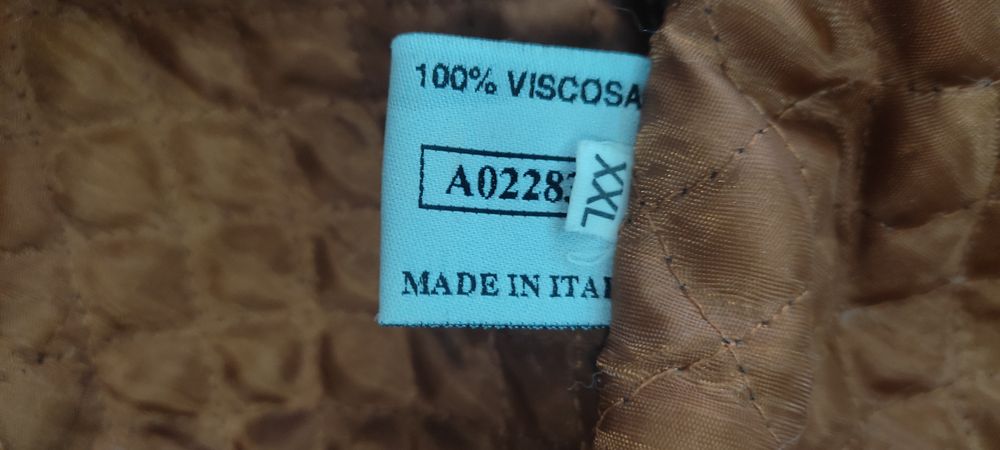 100% VISCOSA
A0228
XXL
MADE IN ITA